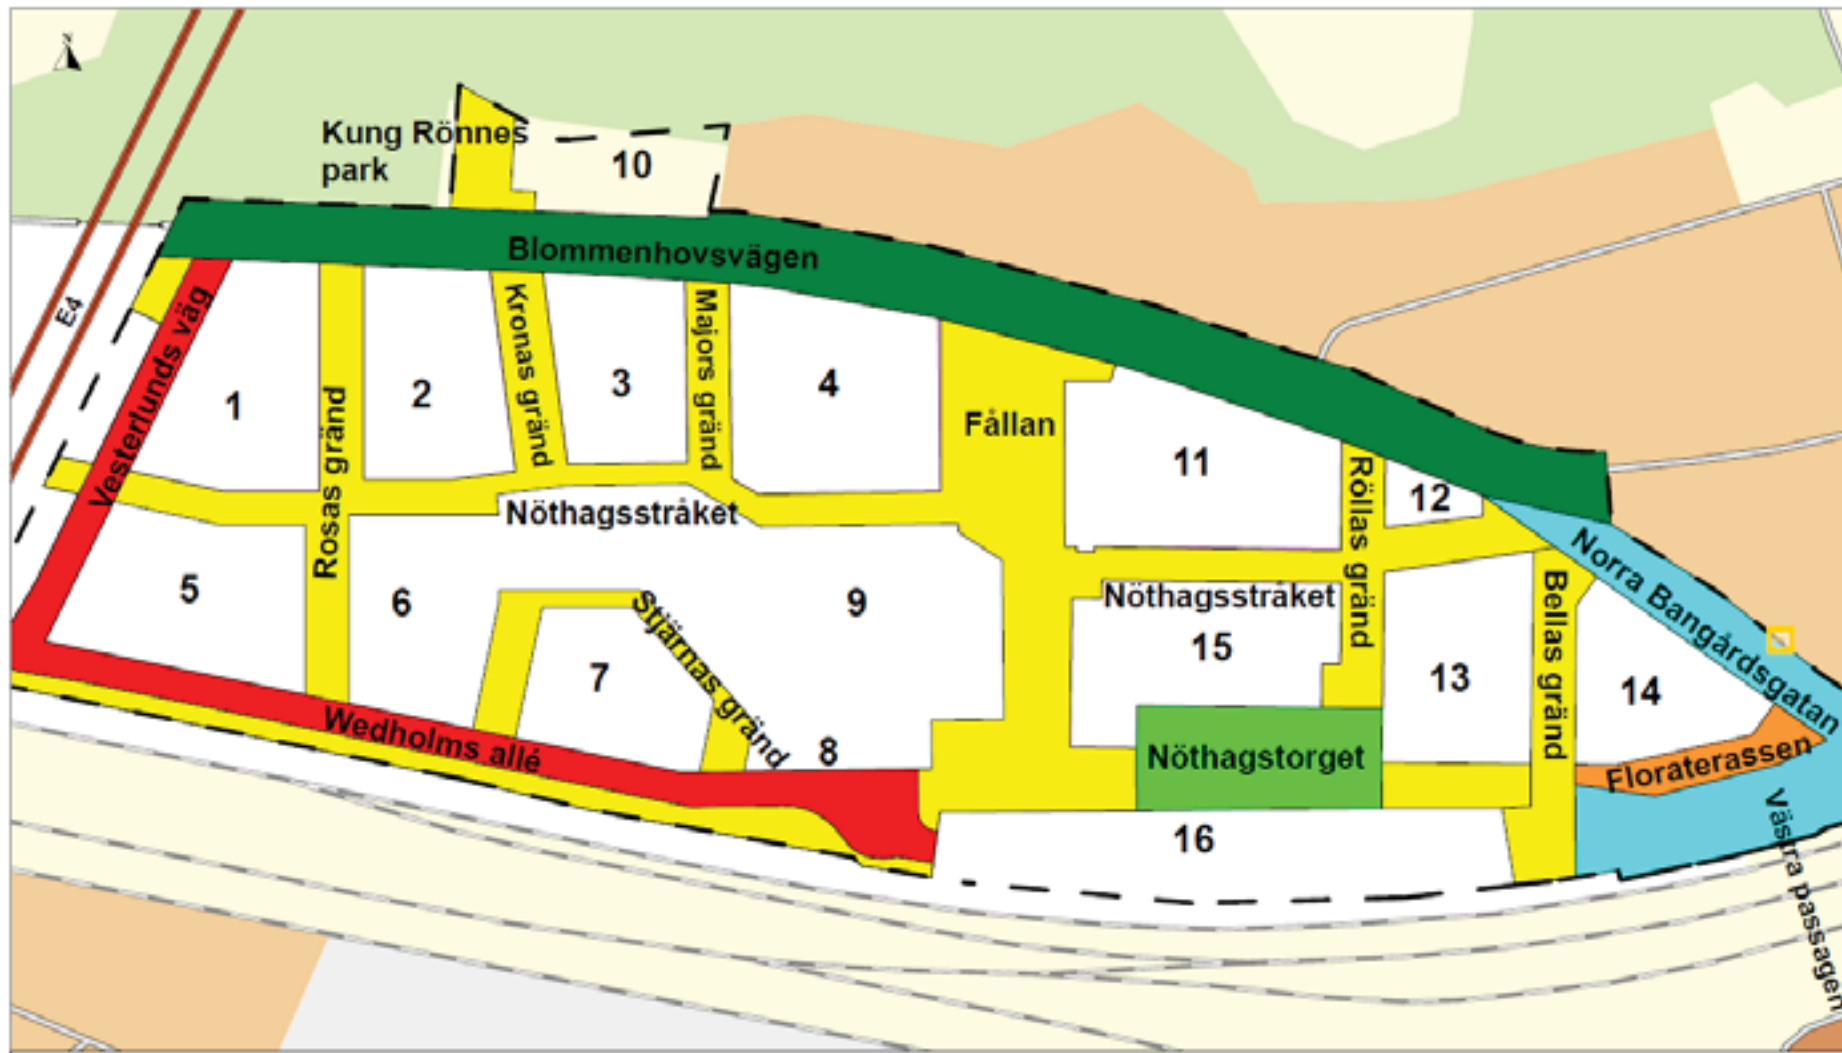 N
Kung Rönnes
park
10
Blommenhovsvägen
E4
Vesterlunds väg
1
Rosas gränd
2
Kronas gränd
3
Majors gränd
4
Fållan
11
Röllas gränd
12
Nöthagsstråket
Norra Bangårdsgatan
5
6
9
Stjärnas gränd
Nöthagsstråket
Bellas gränd
15
7
13
14
Wedholms allé
8
Nöthagstorget
Floraterassen
16
Västra passagen